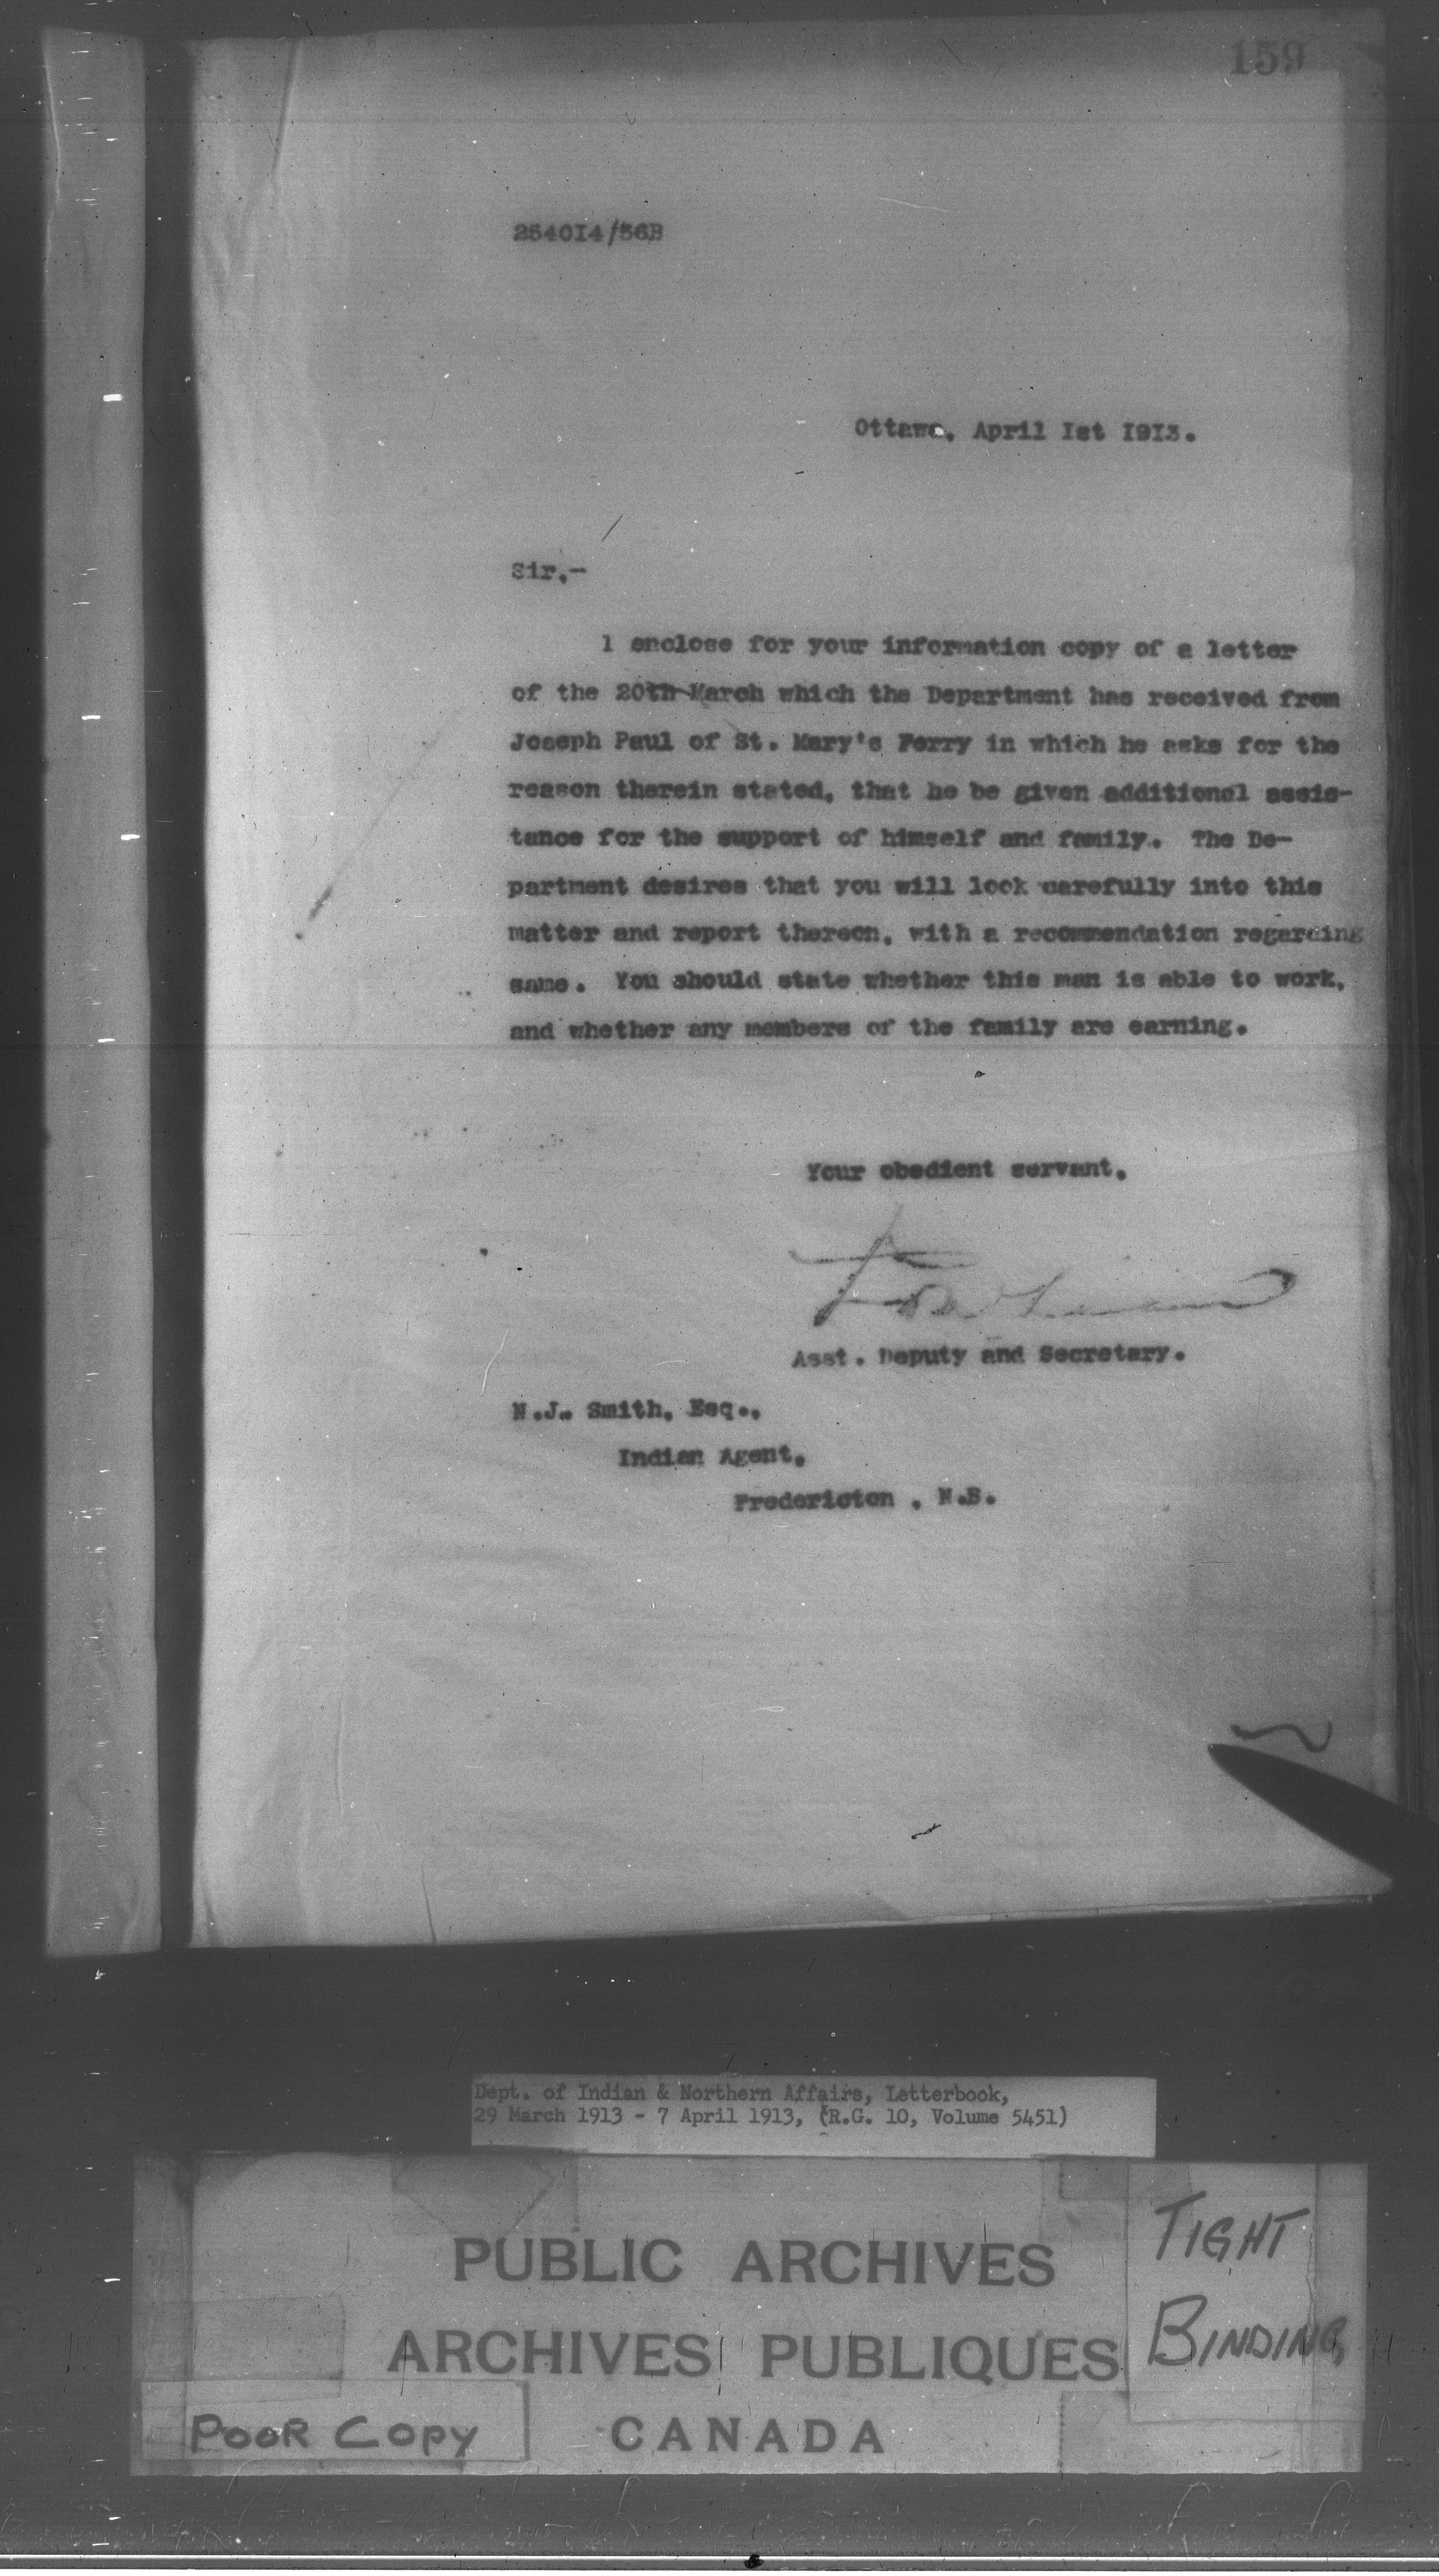 159
254014/56B
Ottawa, April Ist I9I3.
Sir,-
I enclose for your information copy of a letter
of the 20th March which the Department has received from
Joseph Paul of St. Mary's Ferry in which he asks for the
reason therein stated, that he be given additional assis-
tance for the support of himself and family. The De-
partment desires that you will look carefully into this
matter and report thereon, with a recommendation regarding
same. You should state whether this man is able to work,
and whether any members of the family are earning.
Your obedient servant,
Asst. Deputy and Secretary.
N.J. Smith, Esq.,
Indian Agent,
Fredericton, N.B.
Dept. of Indian & Northern Affairs, Letterbook,
29 March 1913 - 7 April 1913, (R.G. 10, Volume 5451)
PUBLIC ARCHIVES
ARCHIVES PUBLIQUES
CANADA
TIGHT
BINDING
POOR COPY